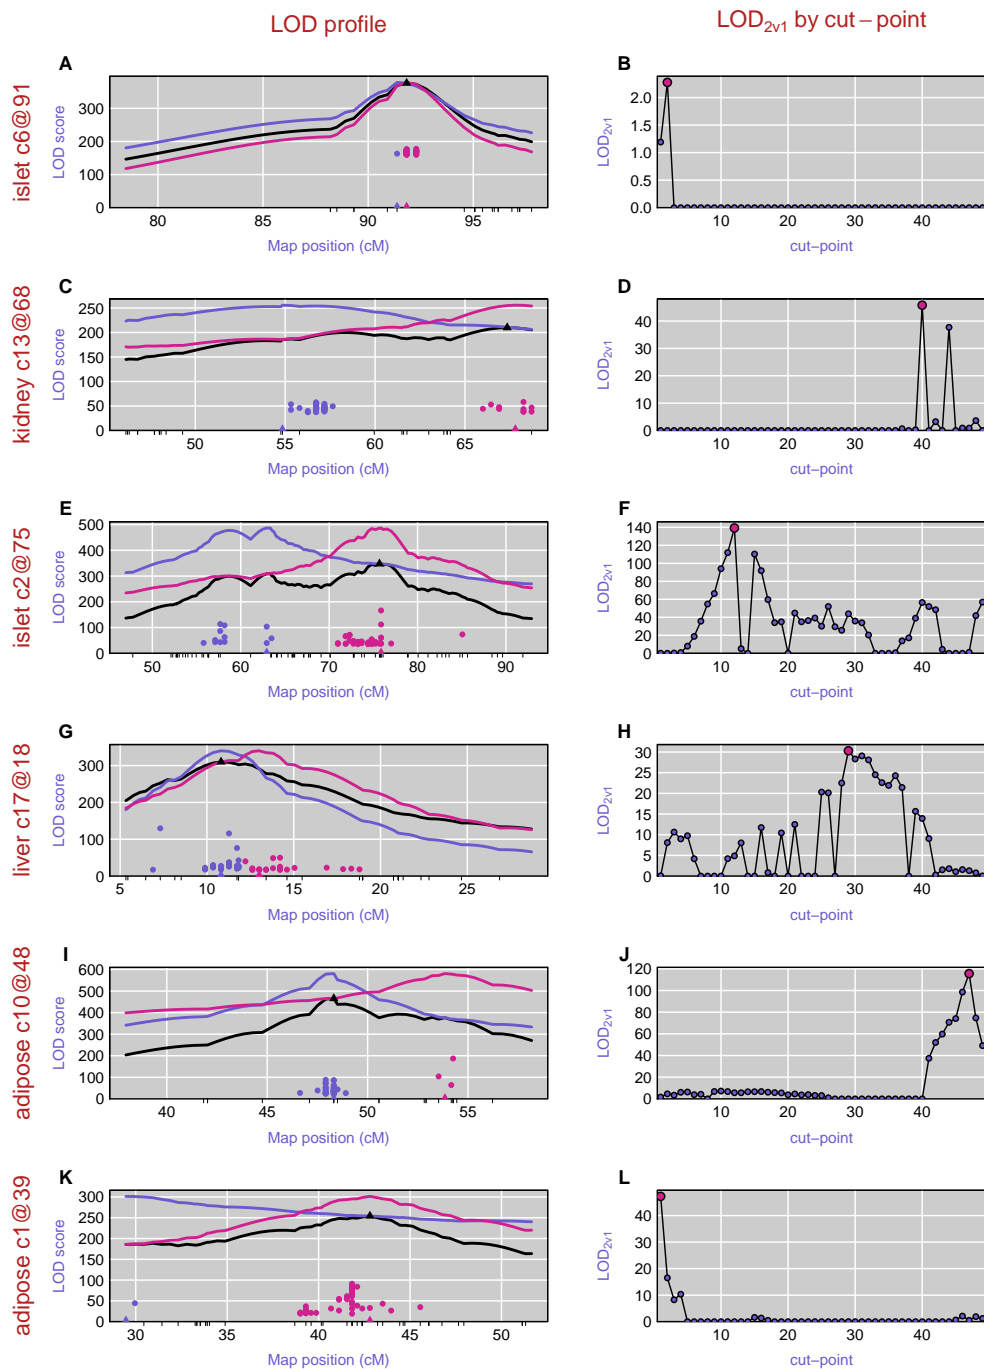 LOD profile
LOD2v1 by cut−point
islet c6@91
A
LOD score
0
100
200
300
80
85
90
95
Map position (cM)
B
LOD2v1
0.0
0.5
1.0
1.5
2.0
10
20
30
40
cut−point
kidney c13@68
C
LOD score
0
50
100
150
200
250
50
55
60
65
Map position (cM)
D
LOD2v1
0
10
20
30
40
10
20
30
40
cut−point
islet c2@75
E
LOD score
0
100
200
300
400
500
50
60
70
80
90
Map position (cM)
F
LOD2v1
0
20
40
60
80
100
120
140
10
20
30
40
cut−point
liver c17@18
G
LOD score
0
100
200
300
5
10
15
20
25
Map position (cM)
H
LOD2v1
0
5
10
15
20
25
30
10
20
30
40
cut−point
adipose c10@48
I
LOD score
0
100
200
300
400
500
600
40
45
50
55
Map position (cM)
J
LOD2v1
0
20
40
60
80
100
120
10
20
30
40
cut−point
adipose c1@39
K
LOD score
0
50
100
150
200
250
300
30
35
40
45
50
Map position (cM)
L
LOD2v1
0
10
20
30
40
10
20
30
40
cut−point